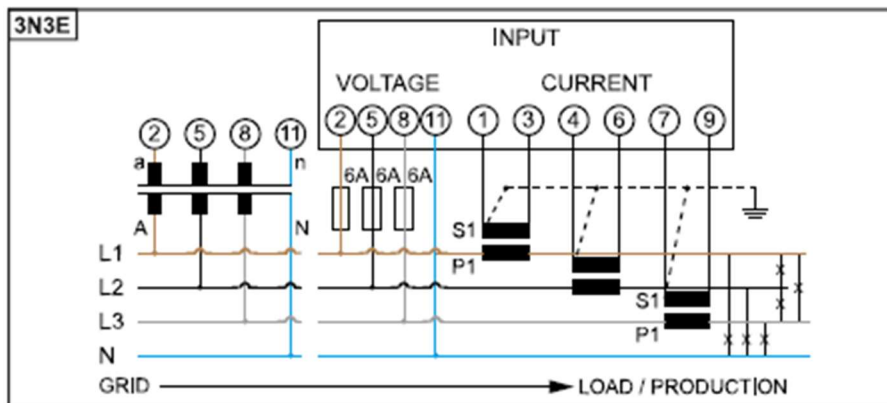 3N3E
INPUT
VOLTAGE CURRENT
2 5 8 11 2 5 8 11 1 3 4 6 7 9
a n 6A 6A 6A
A N S1
L1 P1
L2
S1
L3
P1
N
GRID LOAD / PRODUCTION